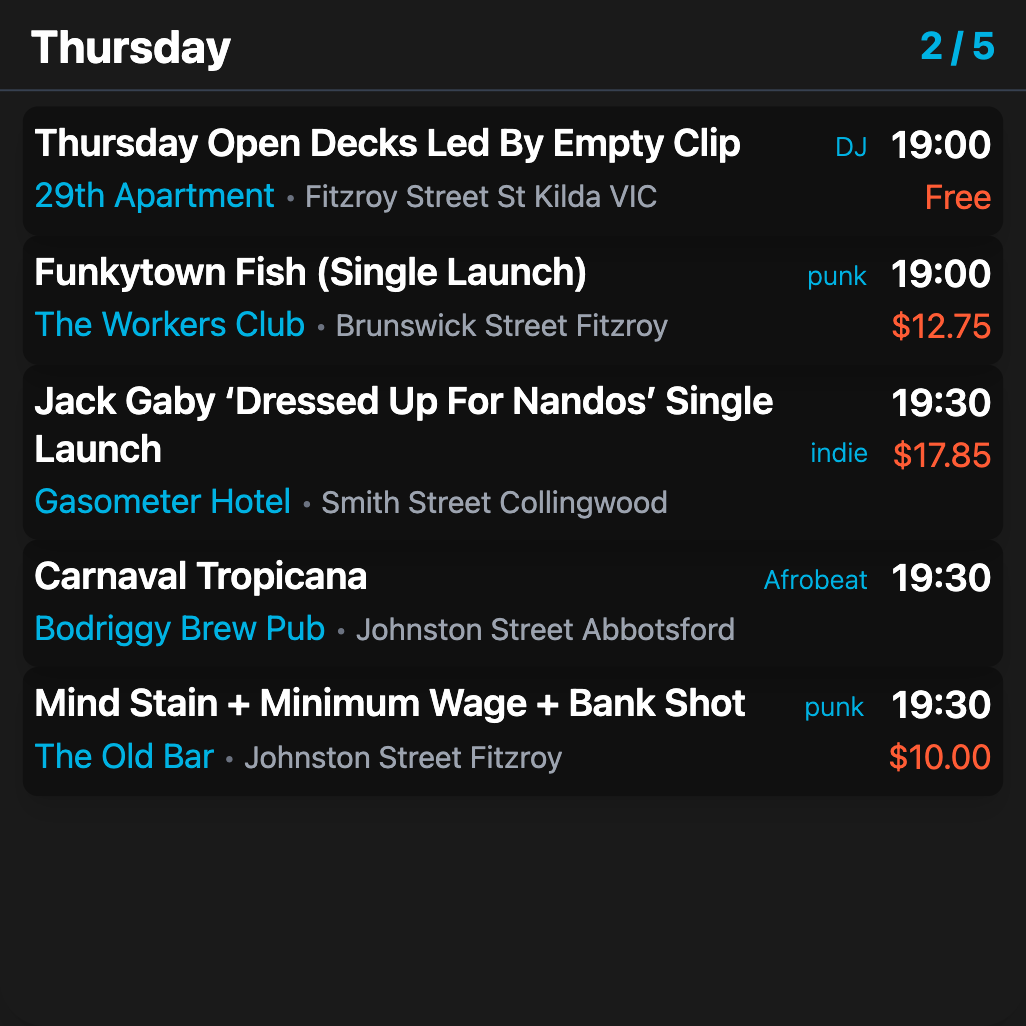 Thursday 2 / 5
Thursday Open Decks Led By Empty Clip DJ 19:00
29th Apartment • Fitzroy Street St Kilda VIC Free
Funkytown Fish (Single Launch) punk 19:00
The Workers Club • Brunswick Street Fitzroy $12.75
Jack Gaby ‘Dressed Up For Nandos’ Single 19:30
Launch indie $17.85
Gasometer Hotel • Smith Street Collingwood
Carnaval Tropicana Afrobeat 19:30
Bodriggy Brew Pub • Johnston Street Abbotsford
Mind Stain + Minimum Wage + Bank Shot punk 19:30
The Old Bar • Johnston Street Fitzroy $10.00